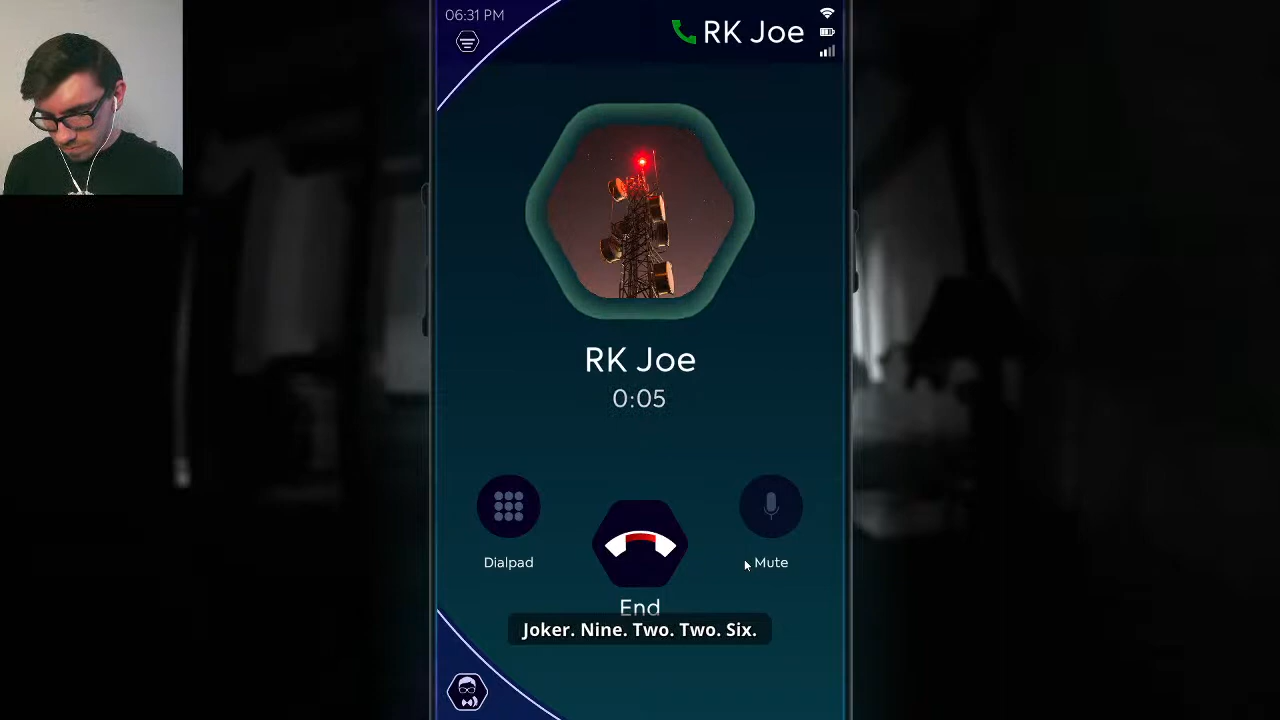 06:31 PM
RK Joe
RK Joe
0:05
Dialpad
Mute
End
Joker. Nine. Two. Two. Six.